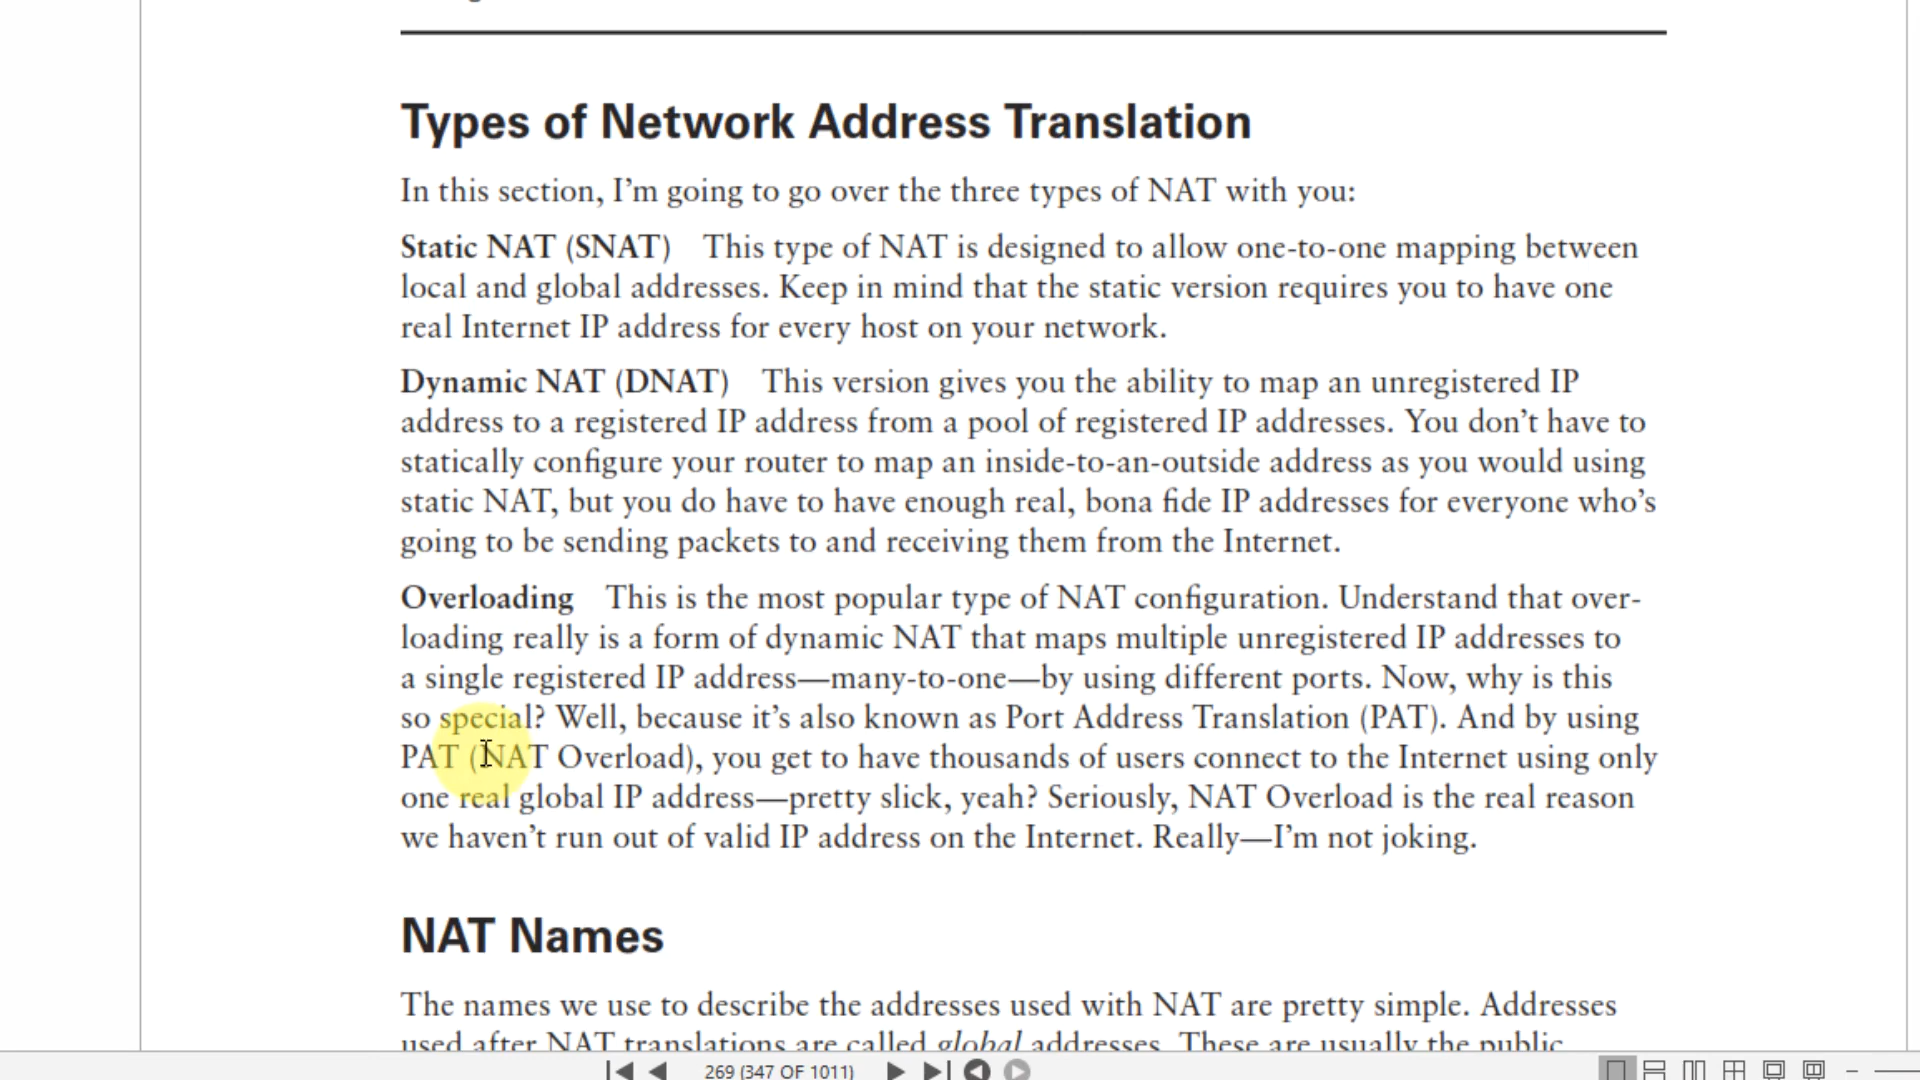 Types of Network Address Translation
In this section, I’m going to go over the three types of NAT with you:
Static NAT (SNAT) This type of NAT is designed to allow one-to-one mapping between
local and global addresses. Keep in mind that the static version requires you to have one
real Internet IP address for every host on your network.
Dynamic NAT (DNAT) This version gives you the ability to map an unregistered IP
address to a registered IP address from a pool of registered IP addresses. You don’t have to
statically configure your router to map an inside-to-an-outside address as you would using
static NAT, but you do have to have enough real, bona fide IP addresses for everyone who’s
going to be sending packets to and receiving them from the Internet.
Overloading This is the most popular type of NAT configuration. Understand that over-
loading really is a form of dynamic NAT that maps multiple unregistered IP addresses to
a single registered IP address—many-to-one—by using different ports. Now, why is this
so special? Well, because it’s also known as Port Address Translation (PAT). And by using
PAT (NAT Overload), you get to have thousands of users connect to the Internet using only
one real global IP address—pretty slick, yeah? Seriously, NAT Overload is the real reason
we haven’t run out of valid IP address on the Internet. Really—I’m not joking.
NAT Names
The names we use to describe the addresses used with NAT are pretty simple. Addresses
used after NAT translations are called global addresses. These are usually the public
269 (347 OF 1011)